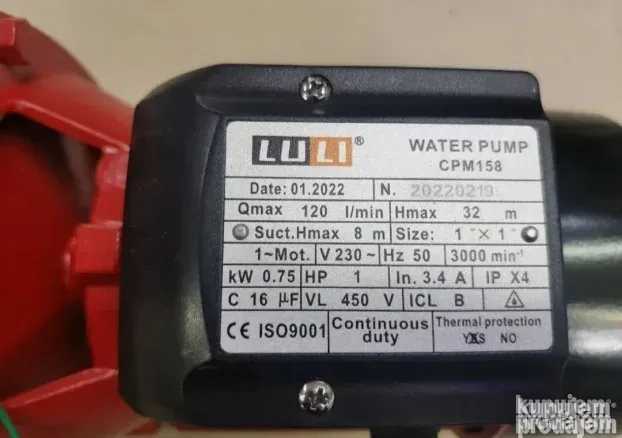 LULI®
WATER PUMP
CPM158
Date: 01.2022 N. 20220219
Qmax 120 l/min Hmax 32 m
Suct.Hmax 8 m Size: 1" × 1"
1~Mot. V 230 ~ Hz 50 3000 min⁻¹
kW 0.75 HP 1 In. 3.4 A IP X4
C 16 µF VL 450 V ICL B
CE ISO9001 Continuous duty Thermal protection
YES NO
kupujem
prodajem